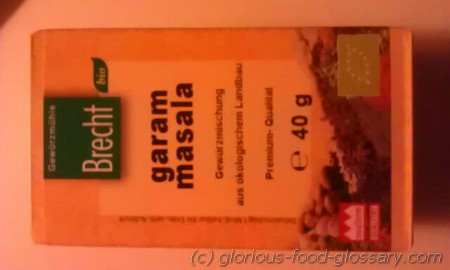 Gewürzmühle
Brecht
bio
garam
masala
Gewürzmischung
aus ökologischem Landbau
Premium- Qualität
℮ 40 g
(c) glorious-food-glossary.com